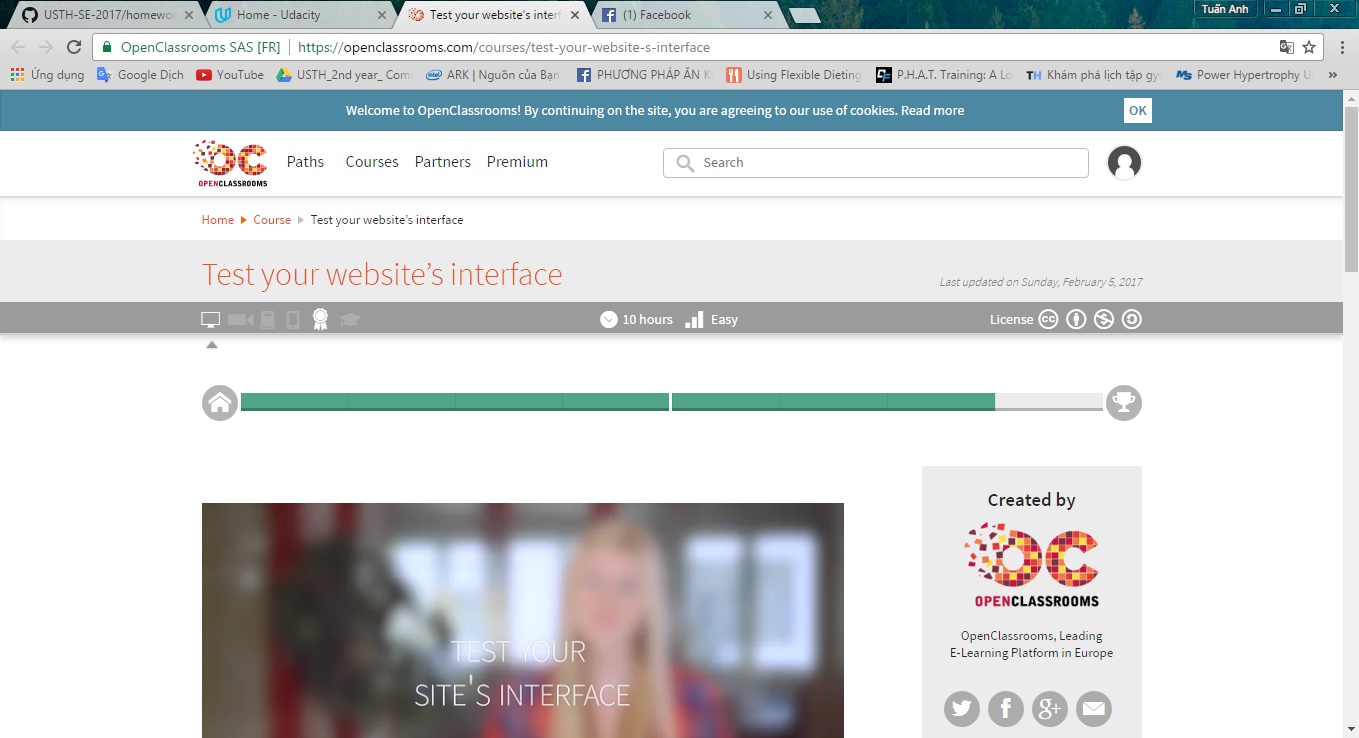 USTH-SE-2017/homewo
Home - Udacity
Test your website's interf
(1) Facebook
Tuấn Anh
OpenClassrooms SAS [FR]
https://openclassrooms.com/courses/test-your-website-s-interface
Ứng dụng
Google Dịch
YouTube
USTH_2nd year_ Com
ARK | Nguồn của Bạn
PHƯƠNG PHÁP ĂN K
Using Flexible Dieting
P.H.A.T. Training: A Lo
Khám phá lịch tập gym
Power Hypertrophy U
»
Welcome to OpenClassrooms! By continuing on the site, you are agreeing to our use of cookies. Read more
OK
OPENCLASSROOMS
Paths
Courses
Partners
Premium
Search
Home
Course
Test your website's interface
Test your website's interface
Last updated on Sunday, February 5, 2017
10 hours
Easy
License
TEST YOUR
SITE'S INTERFACE
Created by
OC
OPENCLASSROOMS
OpenClassrooms, Leading
E-Learning Platform in Europe